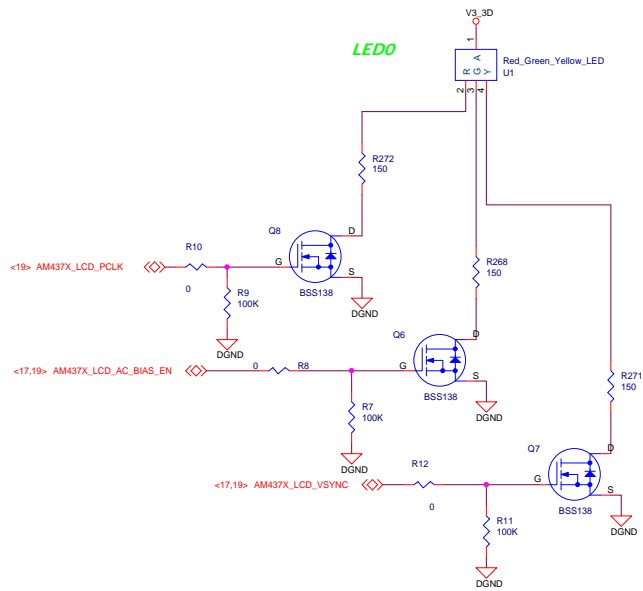 V3_3D
LED0
1
A
R G Y
2 3 4
Red_Green_Yellow_LED
U1
R272
150
Q8
D
R10
G
<19> AM437X_LCD_PCLK
S
0
R9
100K
BSS138
DGND
DGND
R268
150
Q6
D
<17,19> AM437X_LCD_AC_BIAS_EN
0
R8
G
S
R7
100K
BSS138
DGND
DGND
R271
150
Q7
D
R12
G
<17,19> AM437X_LCD_VSYNC
S
0
R11
100K
BSS138
DGND
DGND